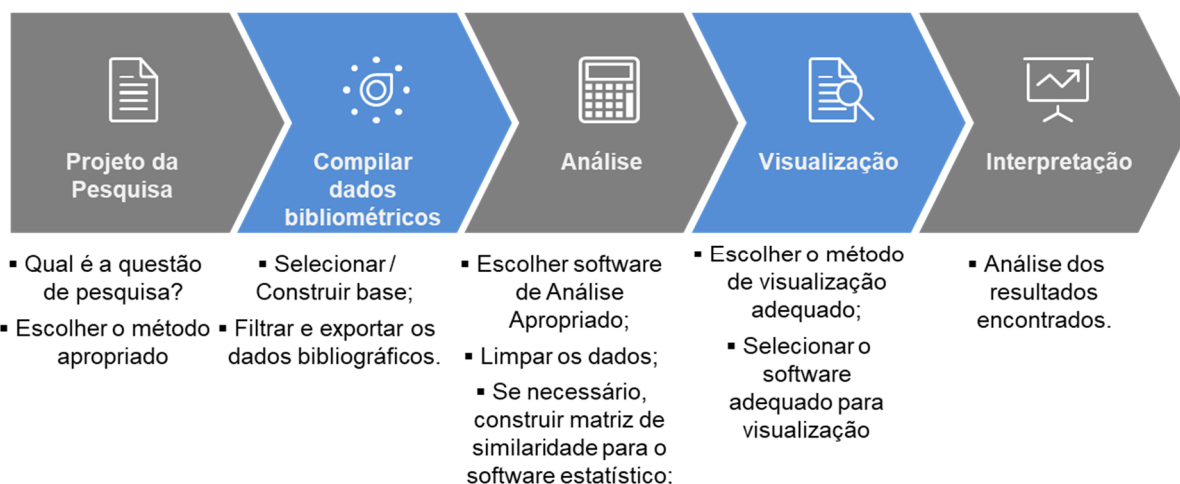 Projeto da
Pesquisa
Compilar
dados
bibliométricos
Análise
Visualização
Interpretação
▪ Qual é a questão
de pesquisa?
▪ Escolher o método
apropriado
▪ Selecionar /
Construir base;
▪ Filtrar e exportar os
dados bibliográficos.
▪ Escolher software
de Análise
Apropriado;
▪ Limpar os dados;
▪ Se necessário,
construir matriz de
similaridade para o
software estatístico:
▪ Escolher o método
de visualização
adequado;
▪ Selecionar o
software
adequado para
visualização
▪ Análise dos
resultados
encontrados.